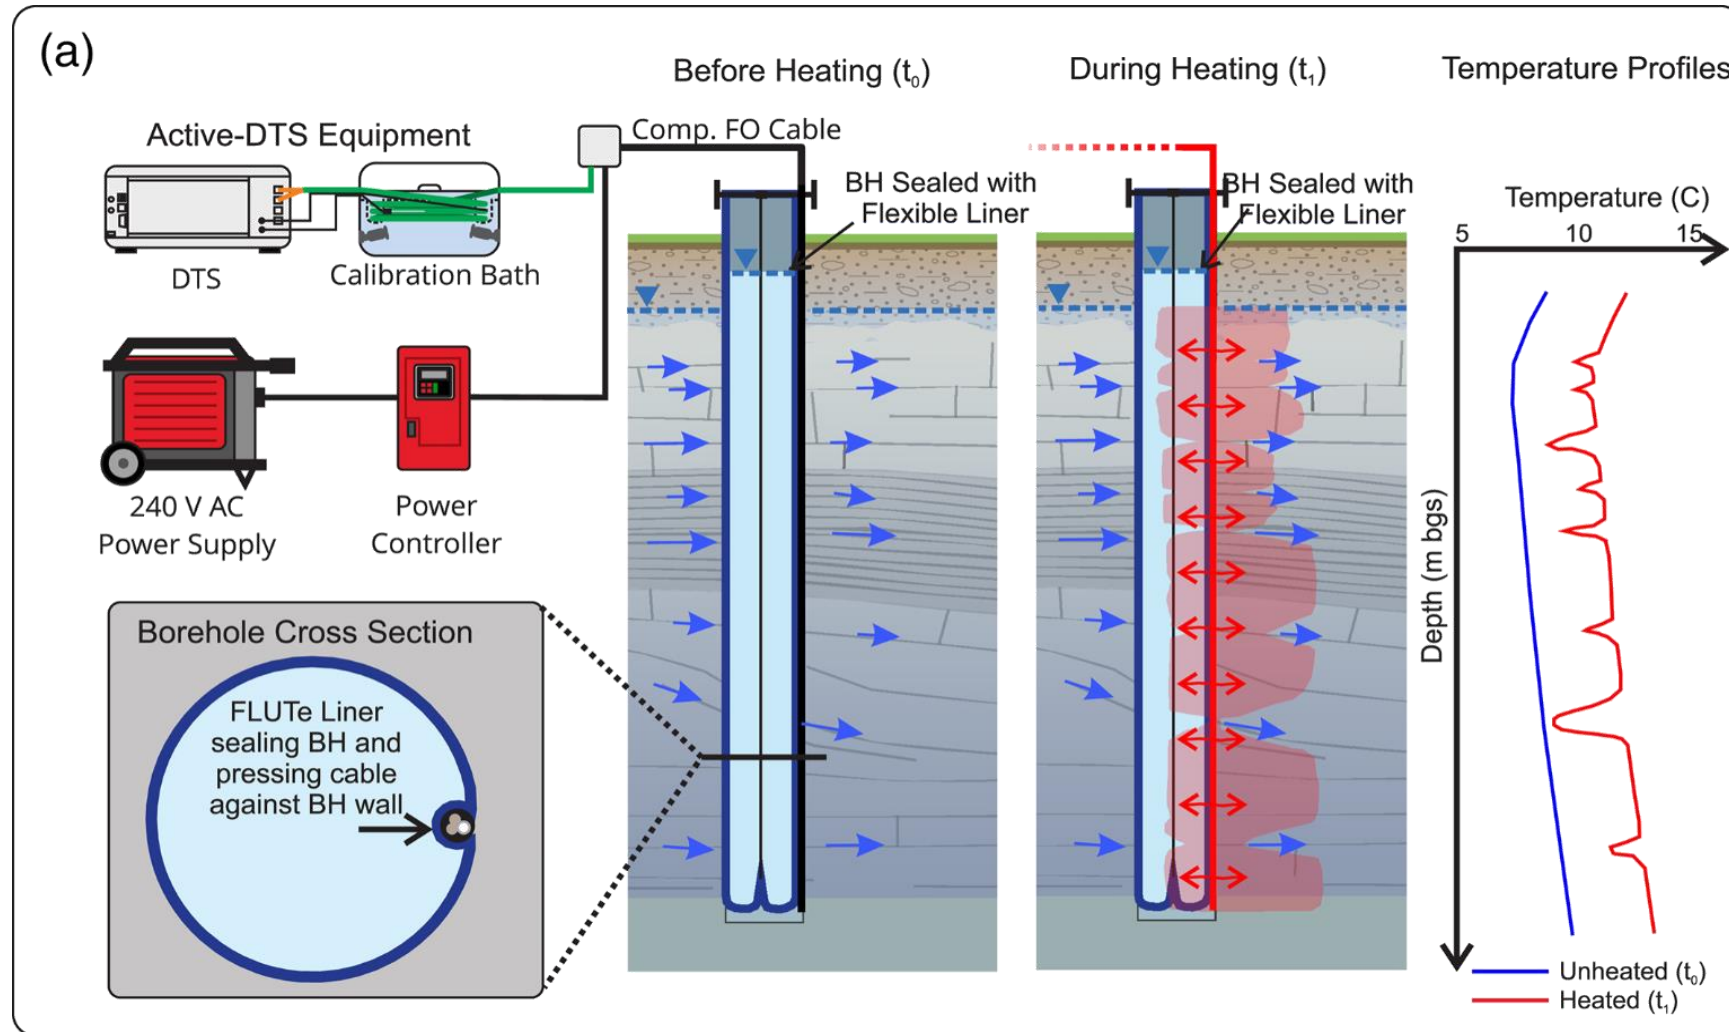 (a)
Before Heating (t₀)
During Heating (t₁)
Temperature Profiles
Active-DTS Equipment
Comp. FO Cable
BH Sealed with
Flexible Liner
BH Sealed with
Flexible Liner
Temperature (C)
5 10 15
DTS
Calibration Bath
240 V AC
Power Supply
Power
Controller
Depth (m bgs)
Borehole Cross Section
FLUTe Liner
sealing BH and
pressing cable
against BH wall
Unheated (t₀)
Heated (t₁)